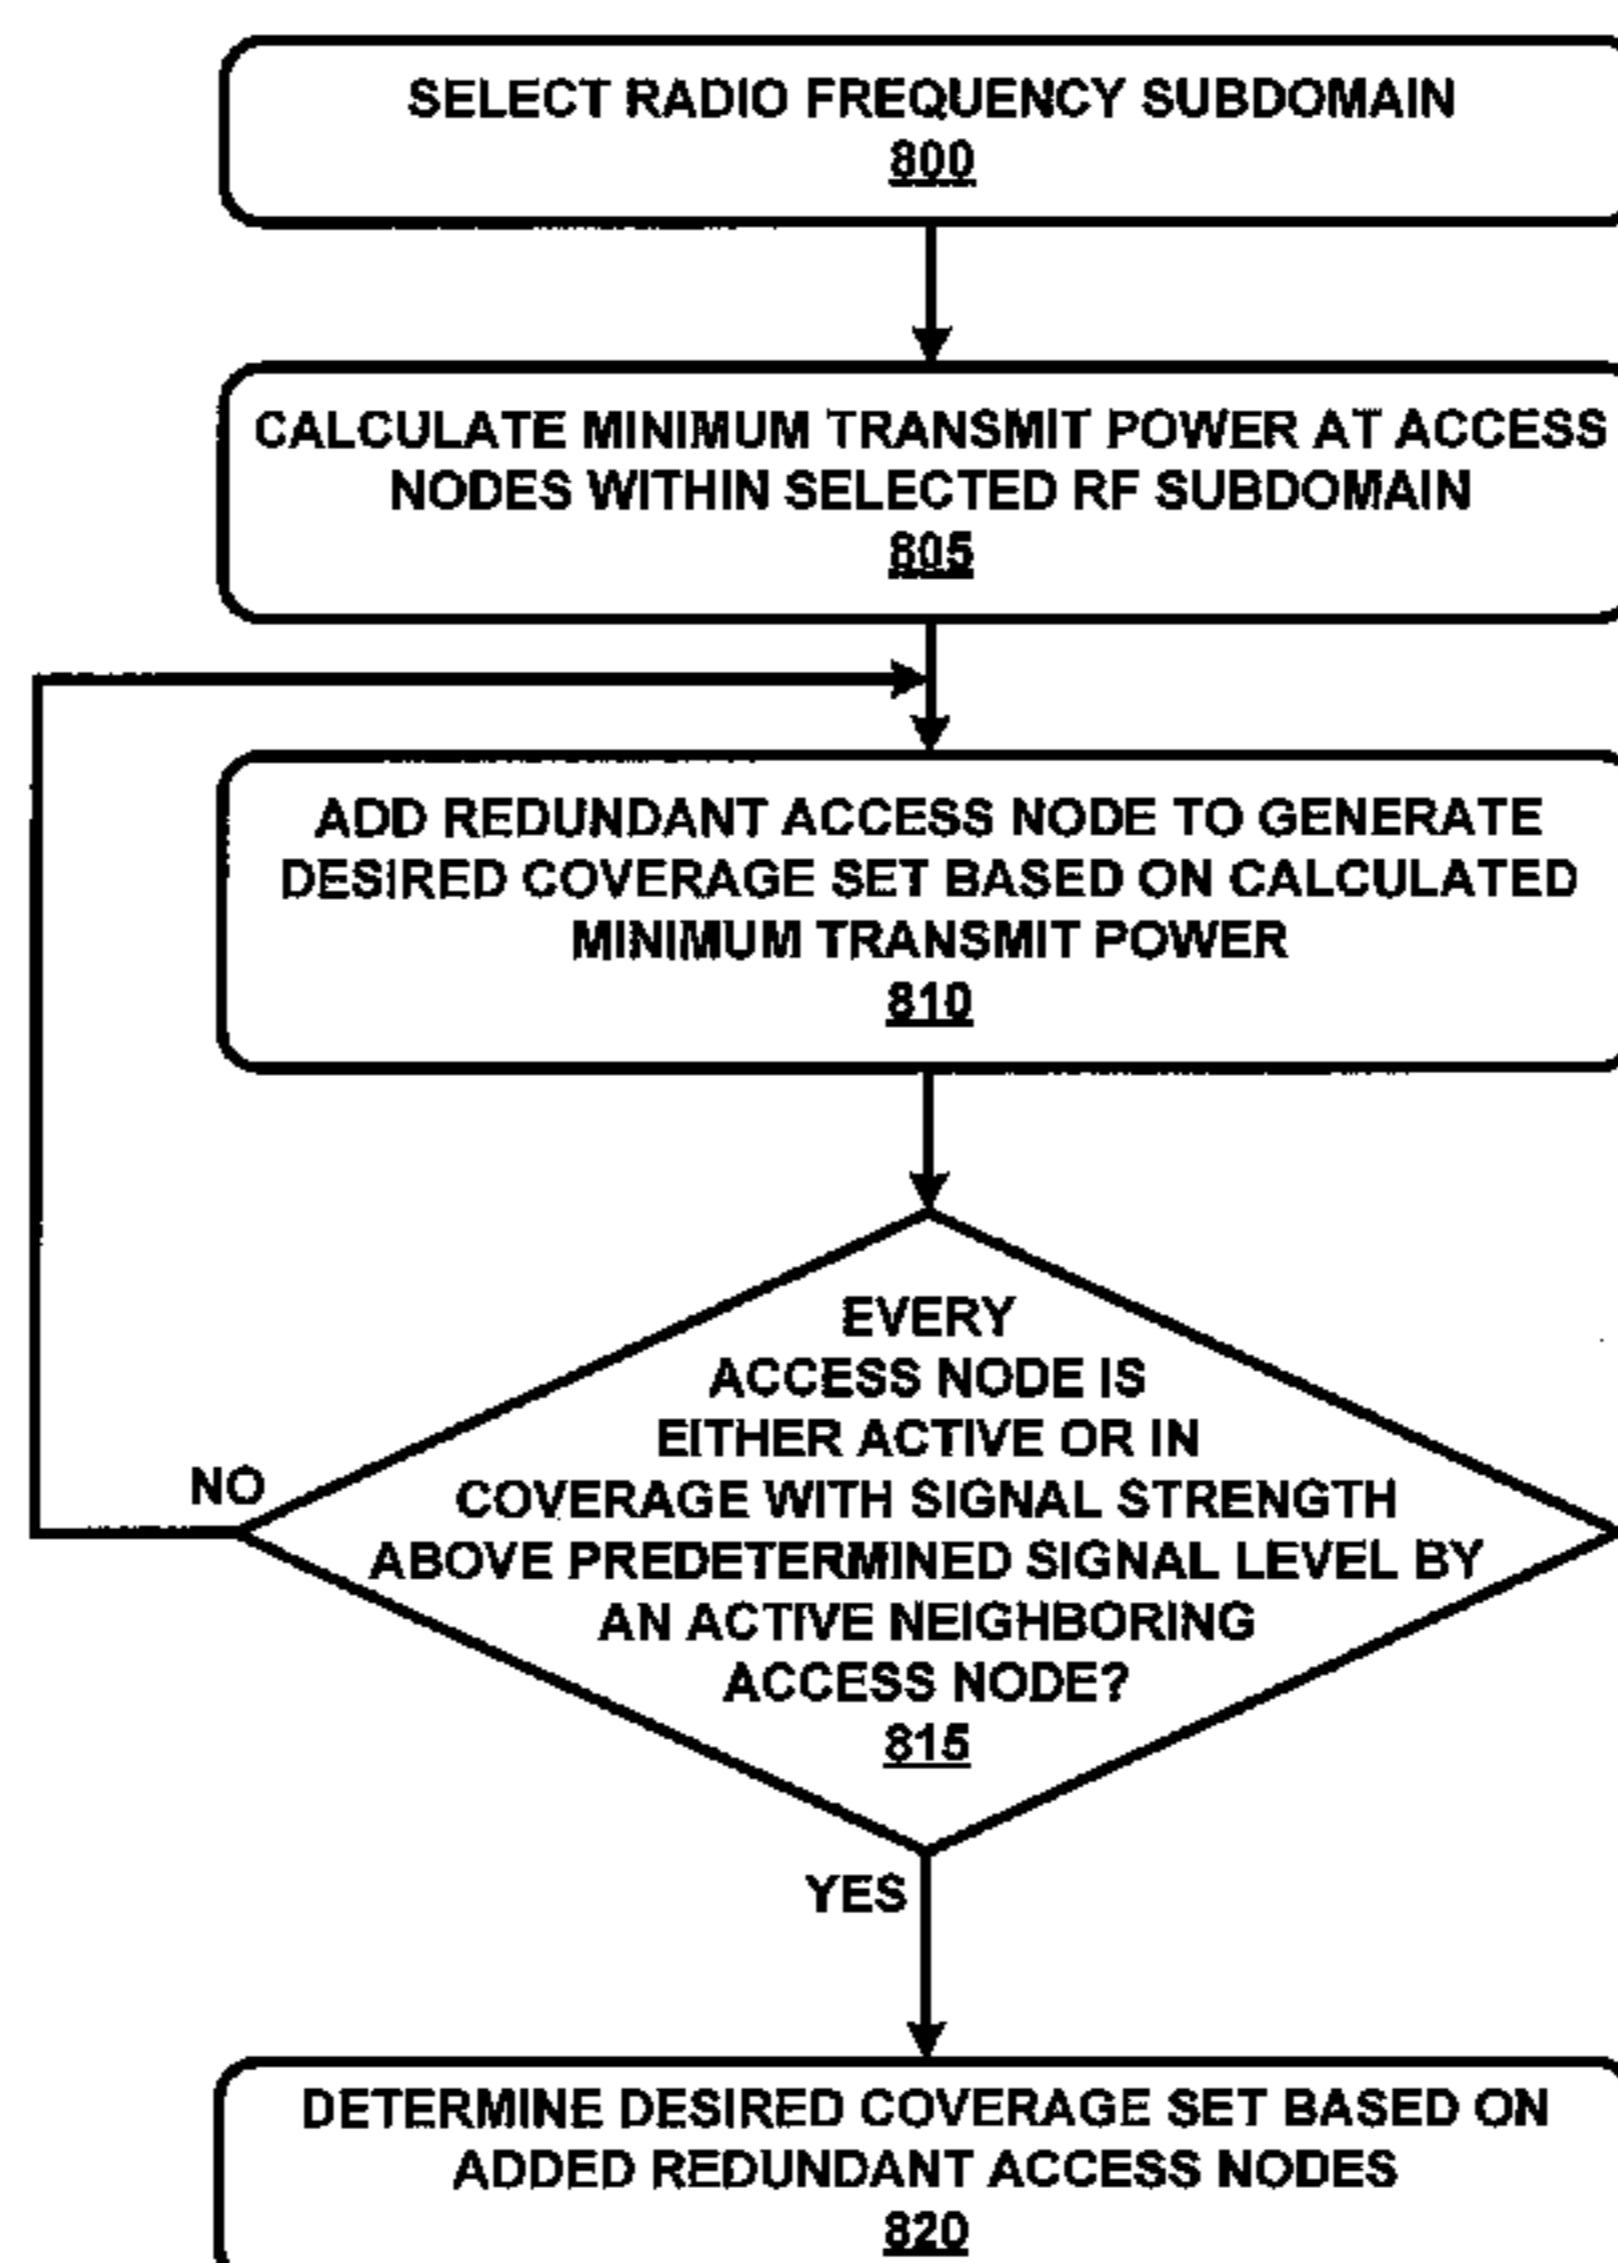 SELECT RADIO FREQUENCY SUBDOMAIN
800
CALCULATE MINIMUM TRANSMIT POWER AT ACCESS
NODES WITHIN SELECTED RF SUBDOMAIN
805
ADD REDUNDANT ACCESS NODE TO GENERATE
DESIRED COVERAGE SET BASED ON CALCULATED
MINIMUM TRANSMIT POWER
810
EVERY
ACCESS NODE IS
EITHER ACTIVE OR IN
COVERAGE WITH SIGNAL STRENGTH
ABOVE PREDETERMINED SIGNAL LEVEL BY
AN ACTIVE NEIGHBORING
ACCESS NODE?
815
NO
YES
DETERMINE DESIRED COVERAGE SET BASED ON
ADDED REDUNDANT ACCESS NODES
820